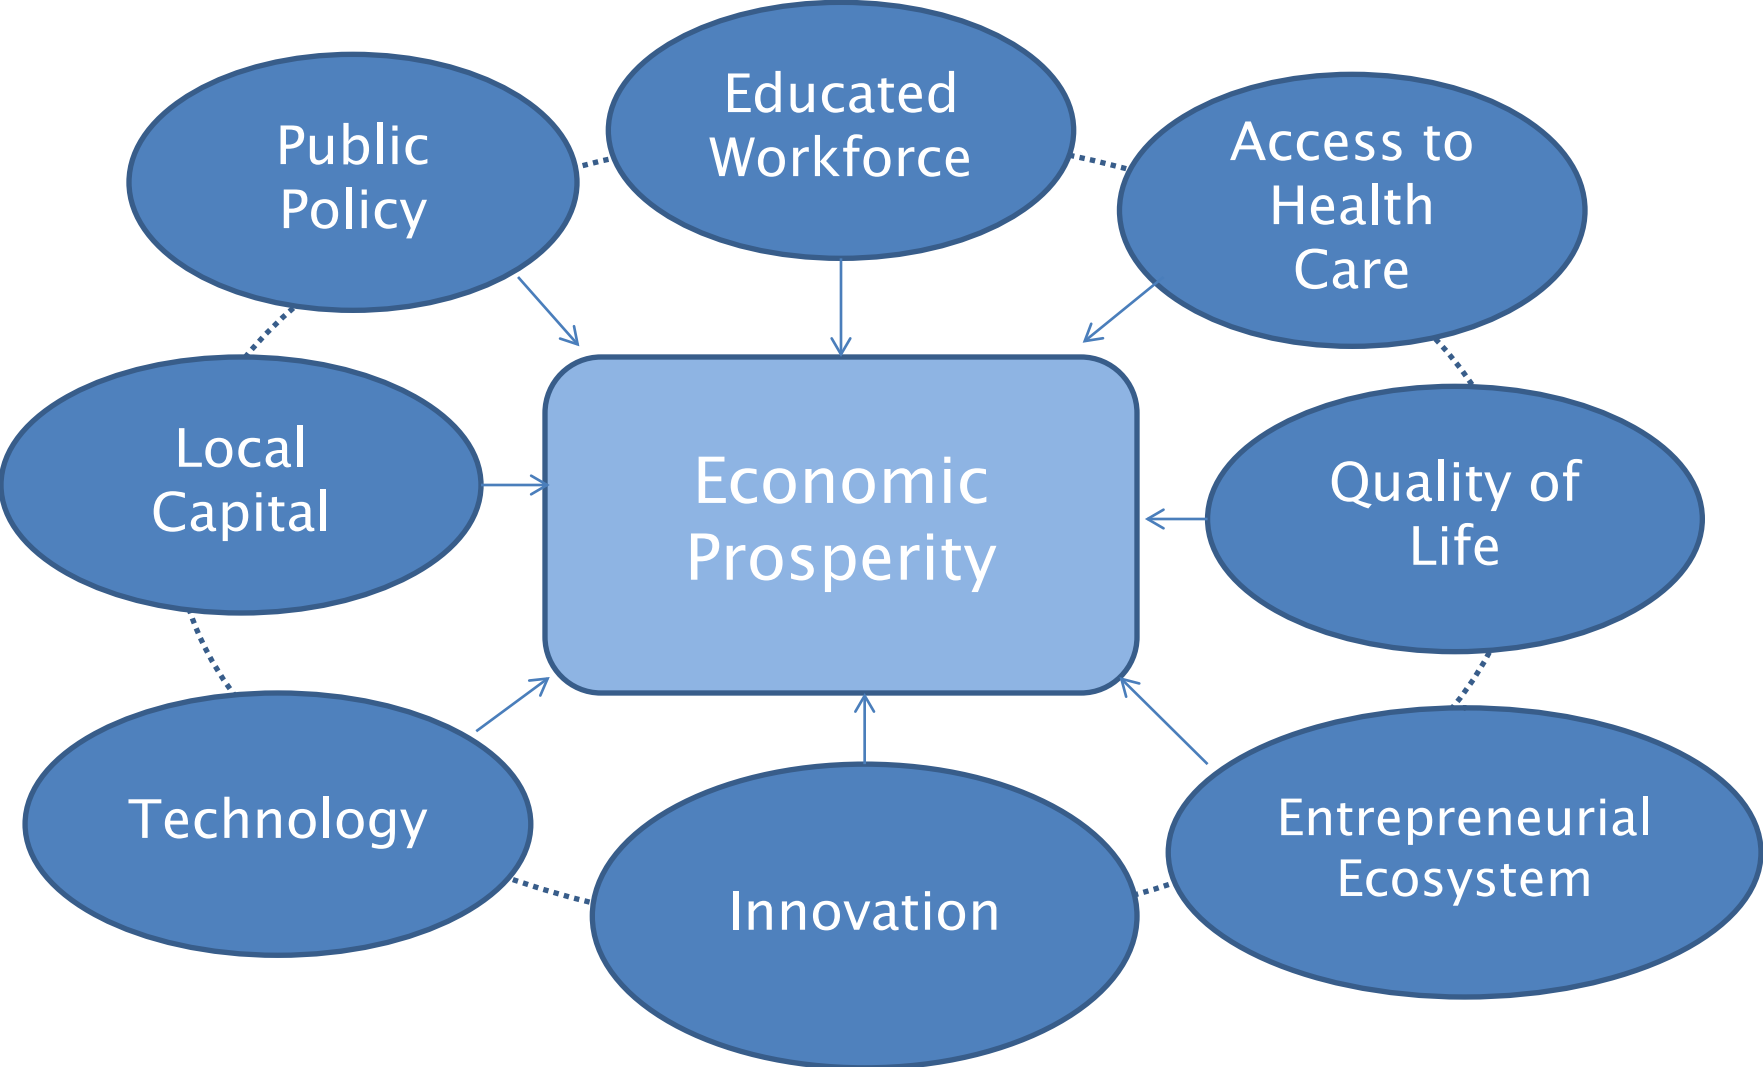 Educated
Workforce
Public
Policy
Access to
Health
Care
Local
Capital
Economic
Prosperity
Quality of
Life
Technology
Innovation
Entrepreneurial
Ecosystem